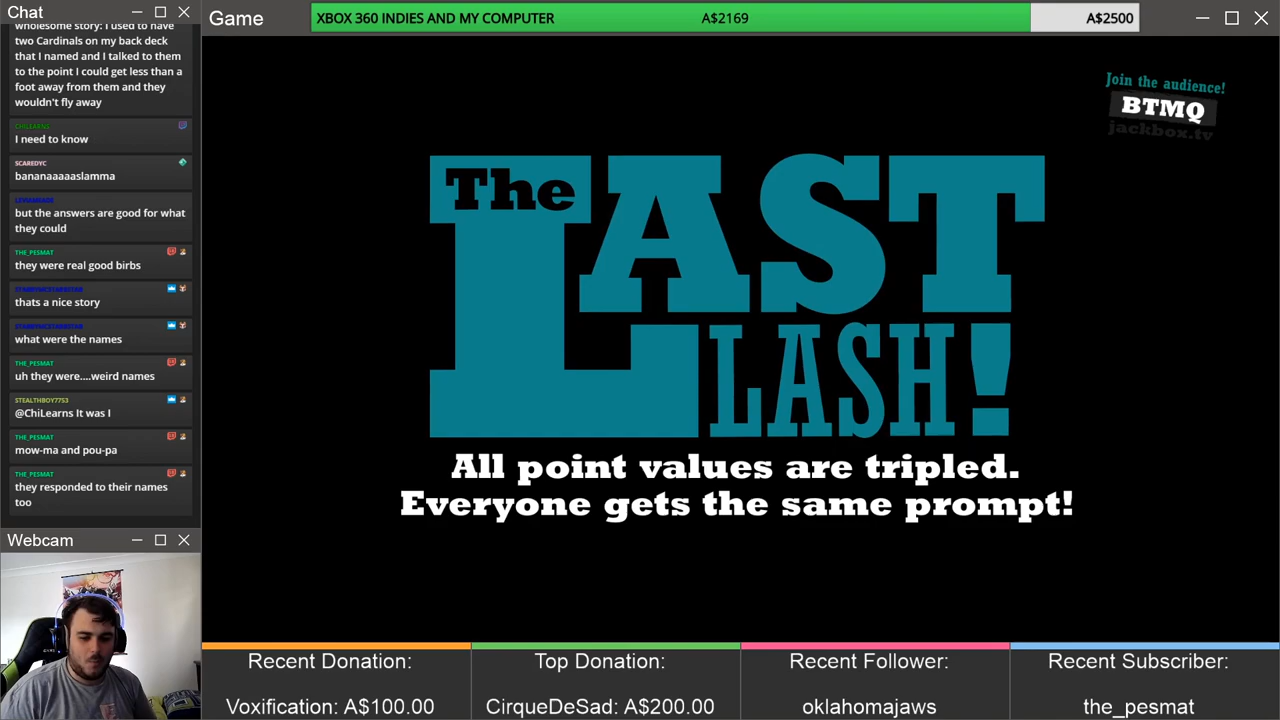 Chat
wholesome story: I used to have
two Cardinals on my back deck
that I named and I talked to them
to the point I could get less than a
foot away from them and they
wouldn't fly away
CHILEARNS
I need to know
SCAREDYC
bananaaaaaslamma
but the answers are good for what
they could
THE_PESMAT
they were real good birbs
thats a nice story
what were the names
THE_PESMAT
uh they were....weird names
STEALTHBOY7753
@ChiLearns It was I
THE_PESMAT
mow-ma and pou-pa
THE_PESMAT
they responded to their names
too
Webcam
Game
XBOX 360 INDIES AND MY COMPUTER
A$2169
A$2500
Join the audience!
BTMQ
jackbox.tv
The LAST
LASH!
All point values are tripled.
Everyone gets the same prompt!
Recent Donation:
Voxification: A$100.00
Top Donation:
CirqueDeSad: A$200.00
Recent Follower:
oklahomajaws
Recent Subscriber:
the_pesmat